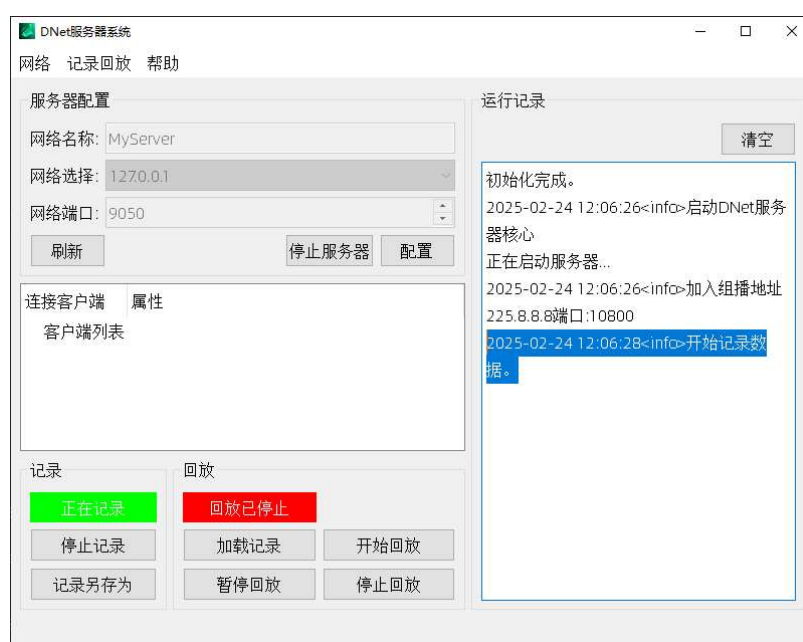 DNet服务器系统
网络 记录回放 帮助
服务器配置
网络名称: MyServer
网络选择: 127.0.0.1
网络端口: 9050
刷新 停止服务器 配置
连接客户端 属性
客户端列表
记录
正在记录
停止记录
记录另存为
回放
回放已停止
加载记录 开始回放
暂停回放 停止回放
运行记录
清空
初始化完成。
2025-02-24 12:06:26<info>启动DNet服务
器核心
正在启动服务器...
2025-02-24 12:06:26<info>加入组播地址
225.8.8.8端口:10800
2025-02-24 12:06:28<info>开始记录数
据。